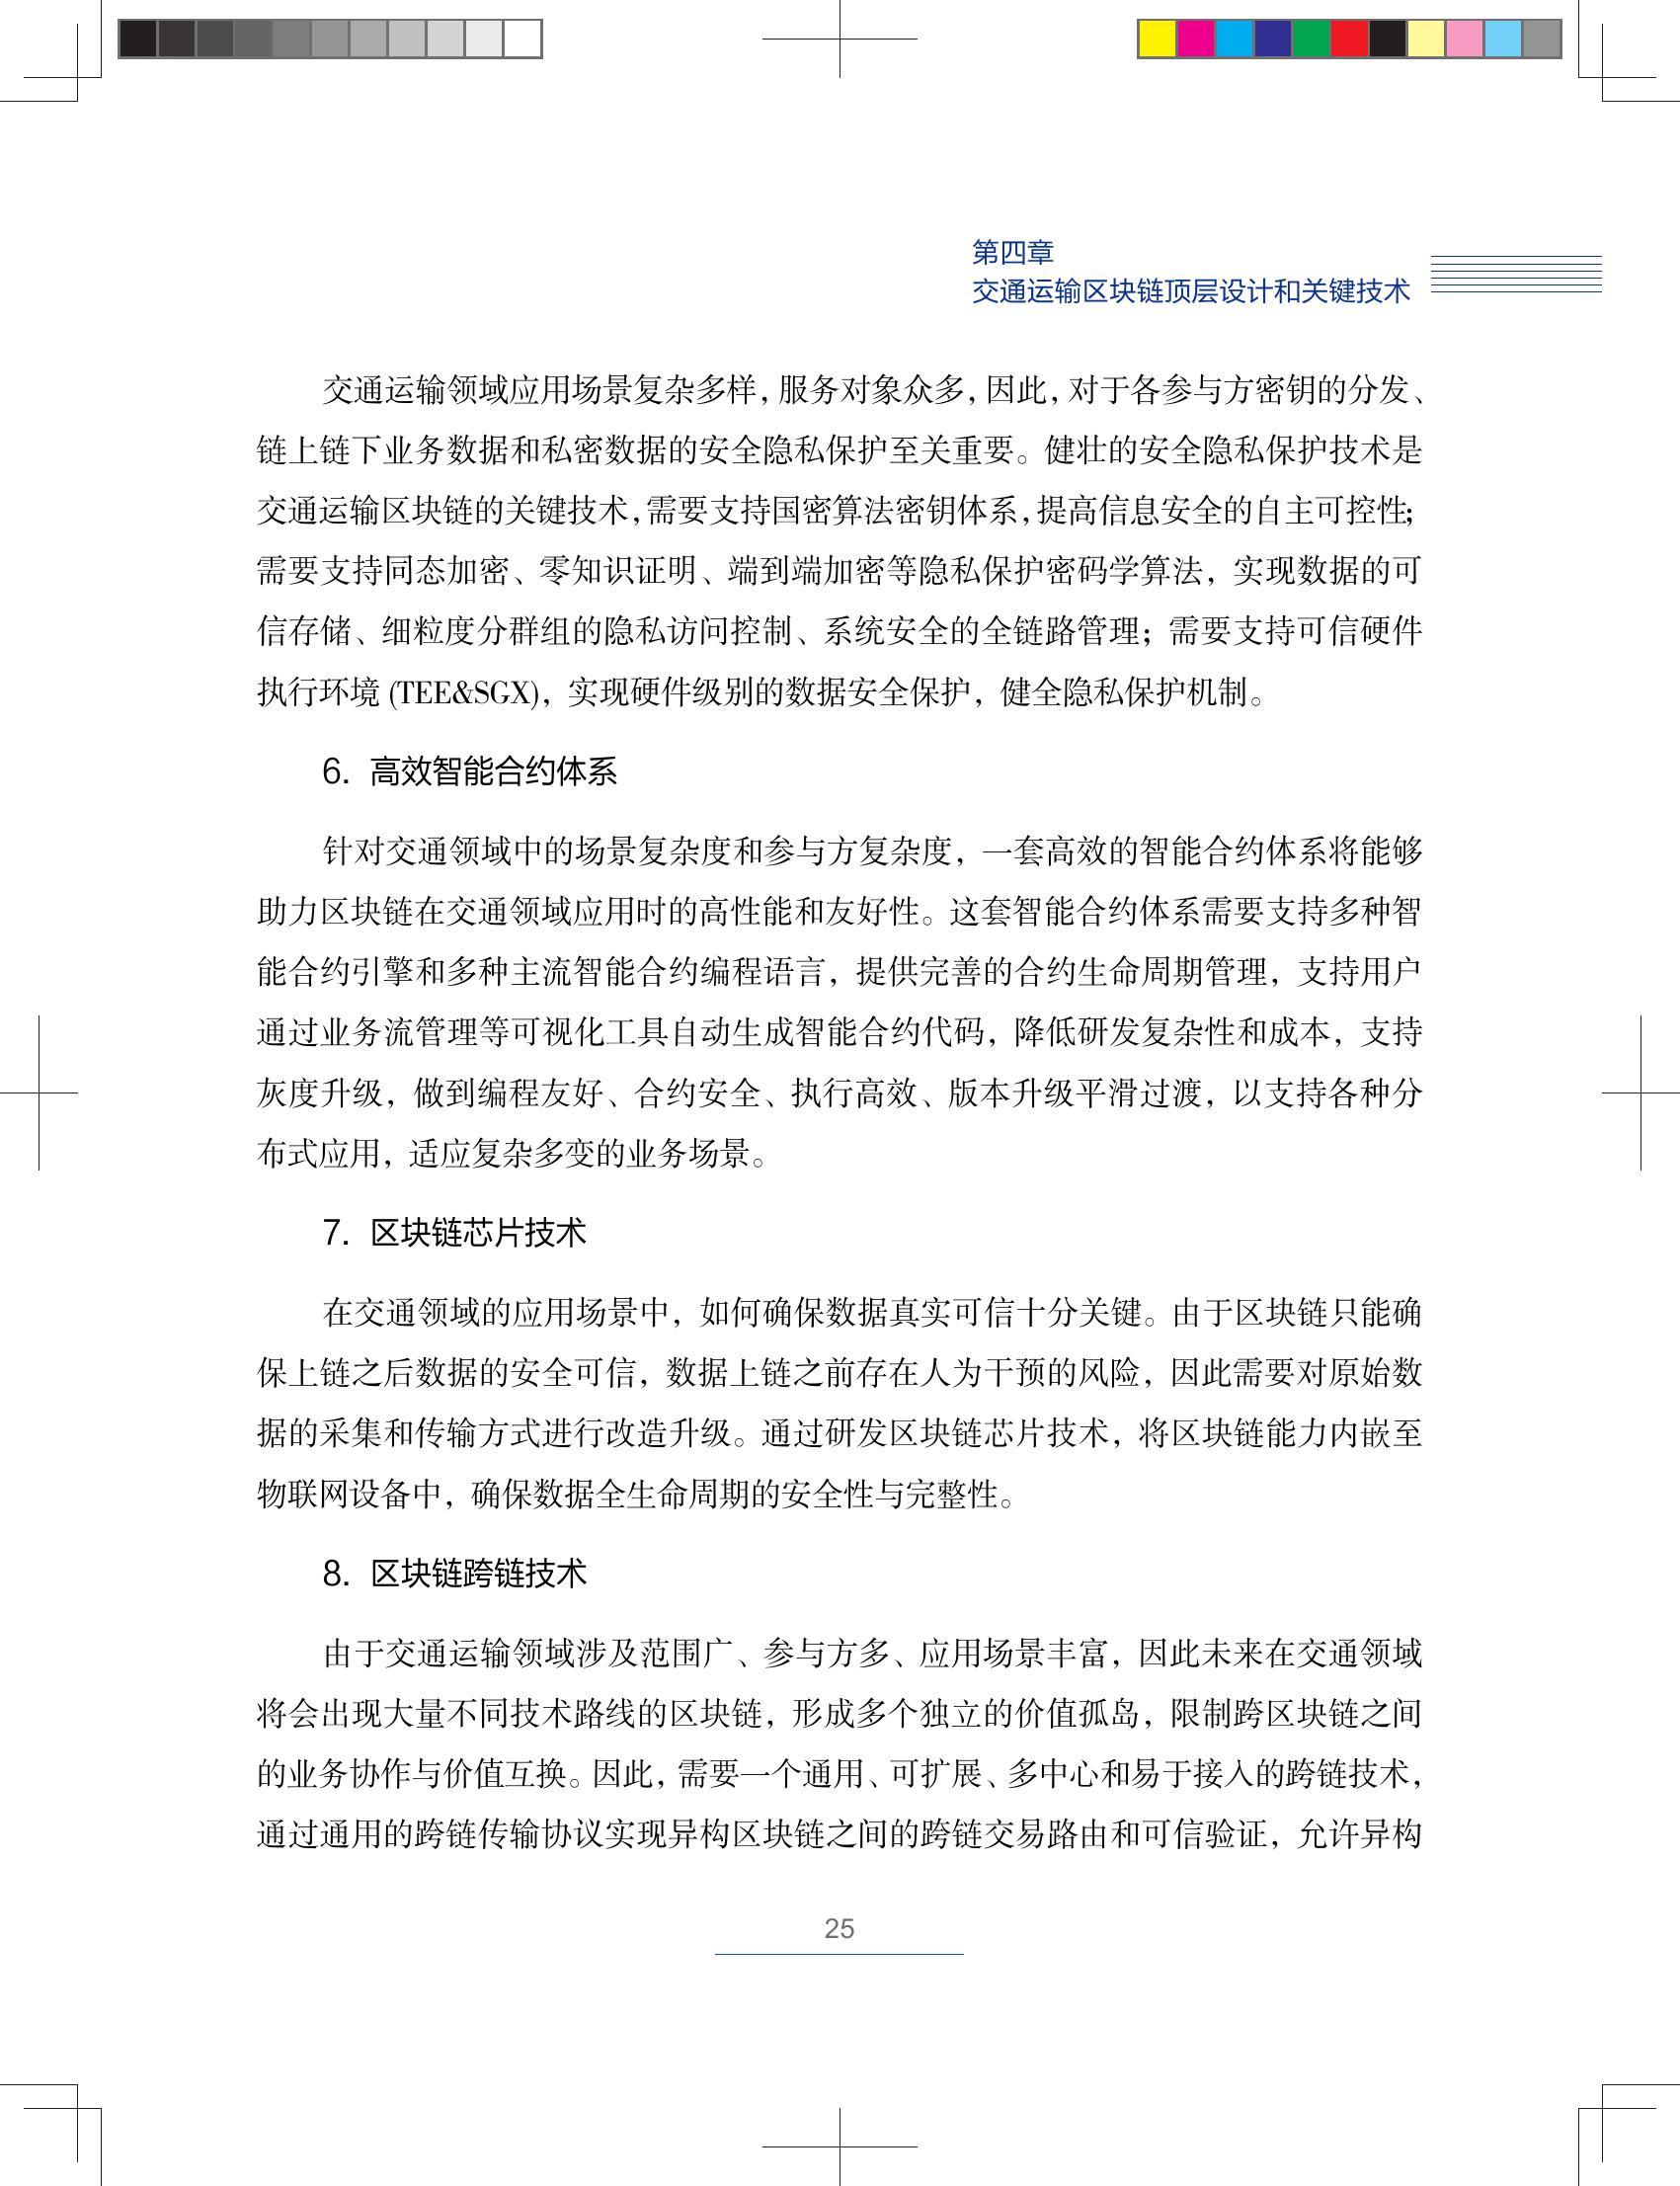 第四章
交通运输区块链顶层设计和关键技术
交通运输领域应用场景复杂多样，服务对象众多，因此，对于各参与方密钥的分发、
链上链下业务数据和私密数据的安全隐私保护至关重要。健壮的安全隐私保护技术是
交通运输区块链的关键技术，需要支持国密算法密钥体系，提高信息安全的自主可控性；
需要支持同态加密、零知识证明、端到端加密等隐私保护密码学算法，实现数据的可
信存储、细粒度分群组的隐私访问控制、系统安全的全链路管理；需要支持可信硬件
执行环境 (TEE&SGX)，实现硬件级别的数据安全保护，健全隐私保护机制。
6. 高效智能合约体系
针对交通领域中的场景复杂度和参与方复杂度，一套高效的智能合约体系将能够
助力区块链在交通领域应用时的高性能和友好性。这套智能合约体系需要支持多种智
能合约引擎和多种主流智能合约编程语言，提供完善的合约生命周期管理，支持用户
通过业务流管理等可视化工具自动生成智能合约代码，降低研发复杂性和成本，支持
灰度升级，做到编程友好、合约安全、执行高效、版本升级平滑过渡，以支持各种分
布式应用，适应复杂多变的业务场景。
7. 区块链芯片技术
在交通领域的应用场景中，如何确保数据真实可信十分关键。由于区块链只能确
保上链之后数据的安全可信，数据上链之前存在人为干预的风险，因此需要对原始数
据的采集和传输方式进行改造升级。通过研发区块链芯片技术，将区块链能力内嵌至
物联网设备中，确保数据全生命周期的安全性与完整性。
8. 区块链跨链技术
由于交通运输领域涉及范围广、参与方多、应用场景丰富，因此未来在交通领域
将会出现大量不同技术路线的区块链，形成多个独立的价值孤岛，限制跨区块链之间
的业务协作与价值互换。因此，需要一个通用、可扩展、多中心和易于接入的跨链技术，
通过通用的跨链传输协议实现异构区块链之间的跨链交易路由和可信验证，允许异构
25